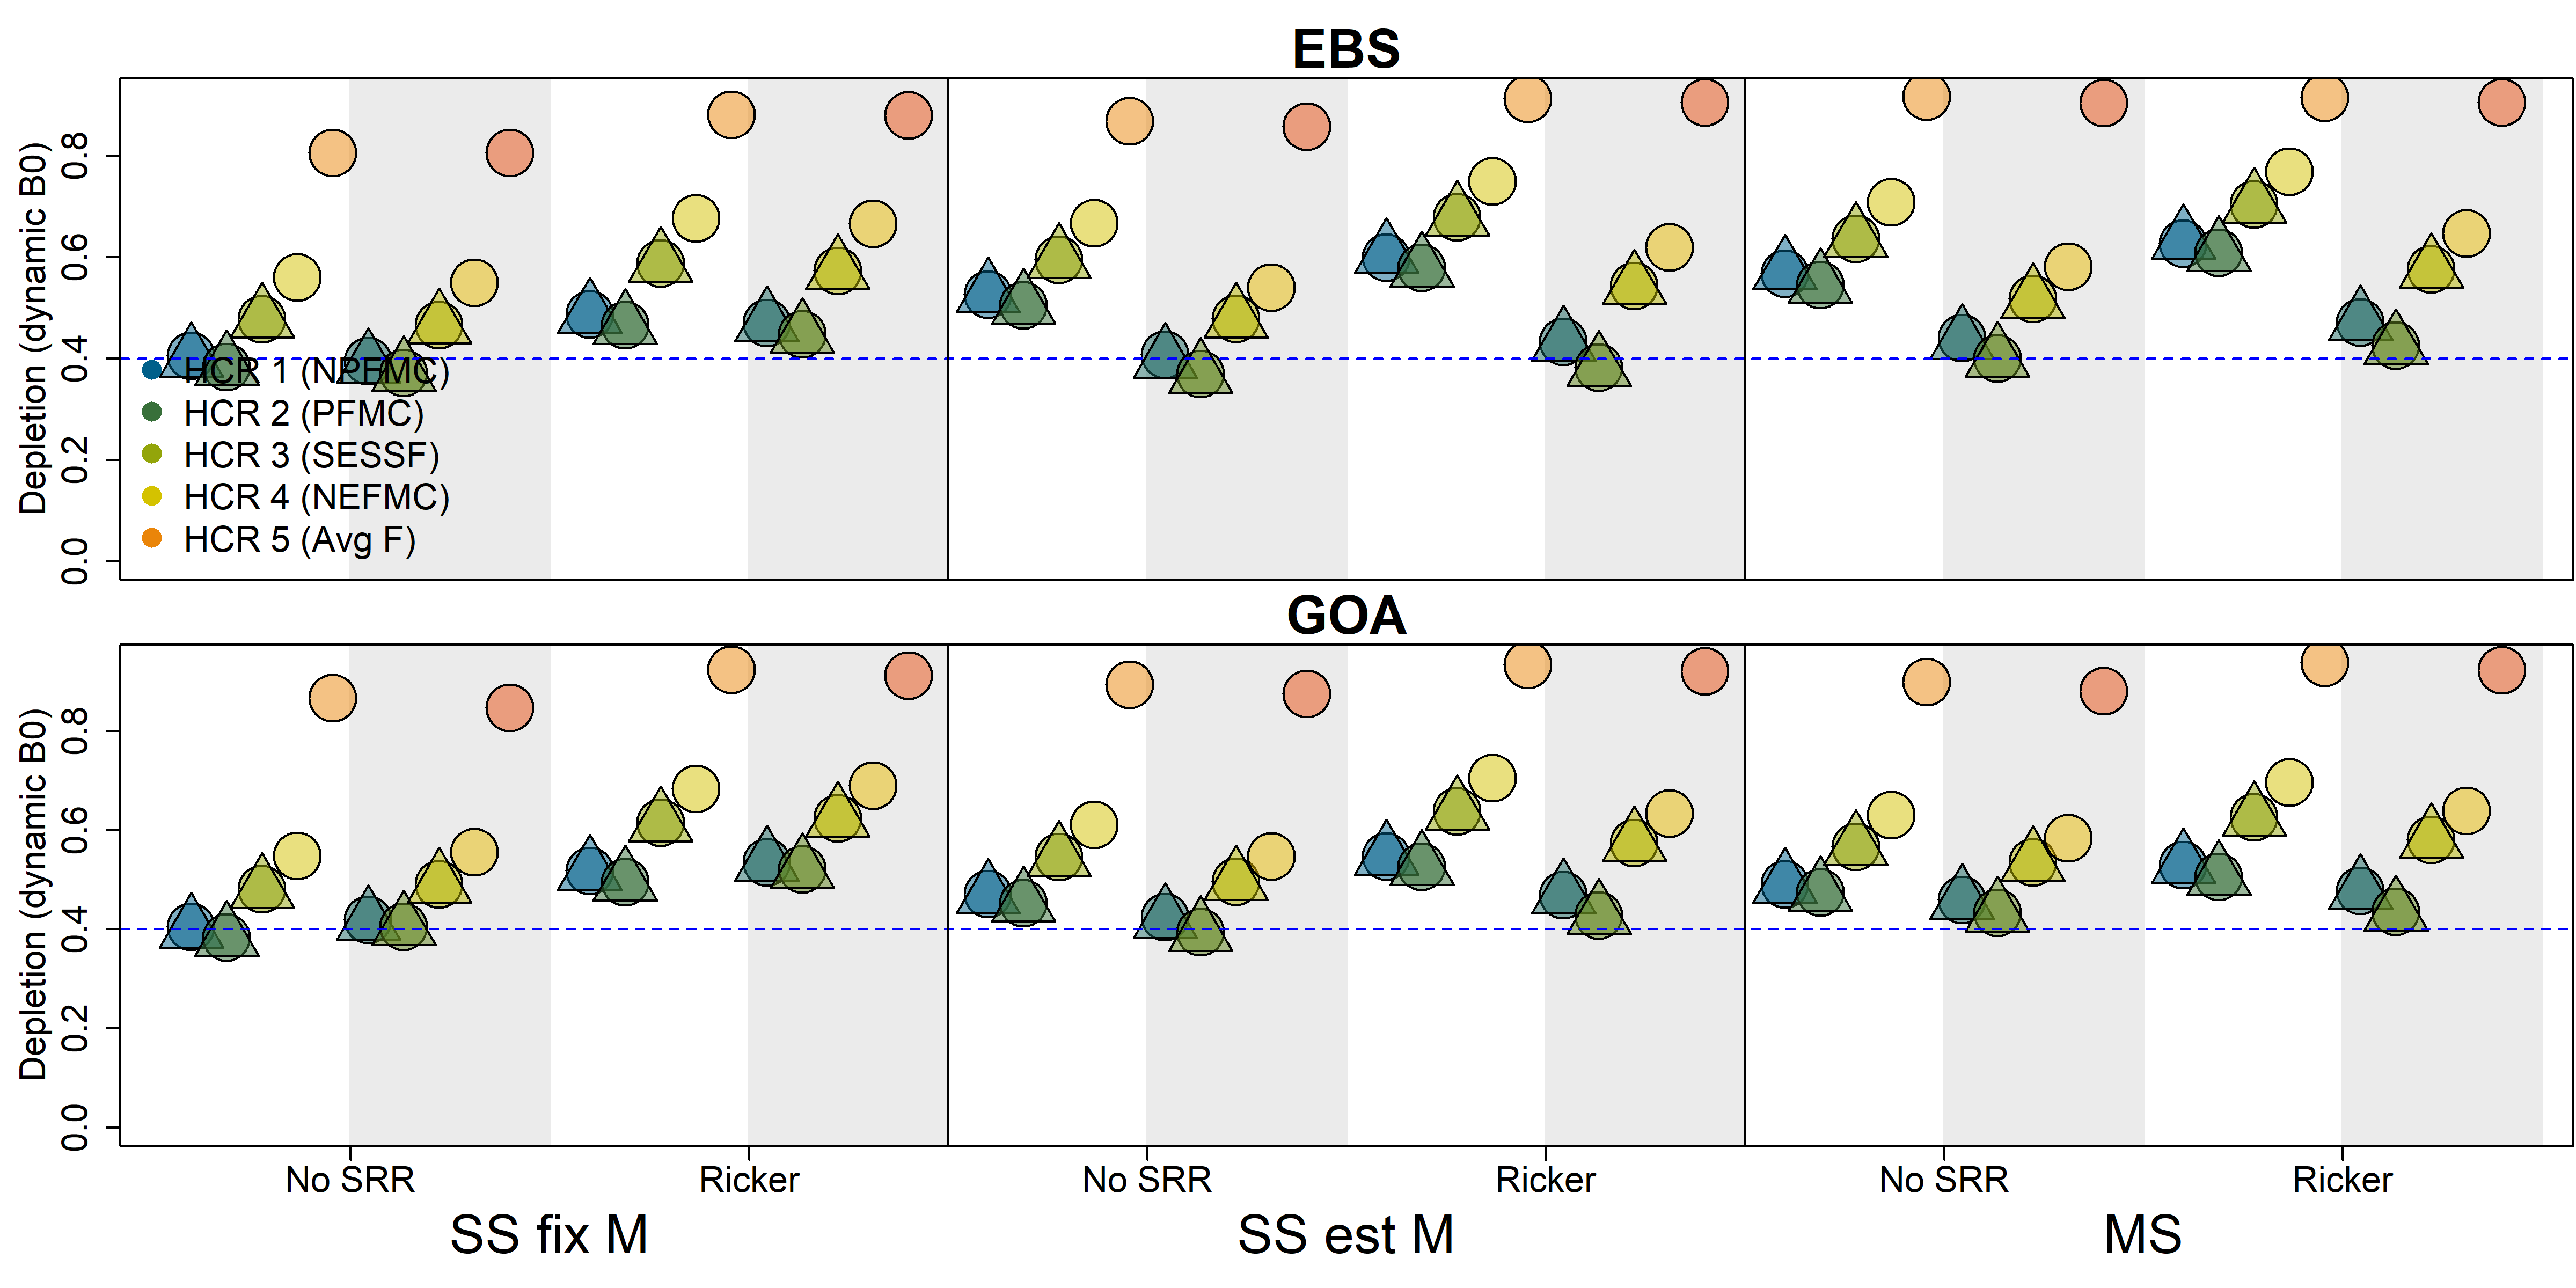 EBS
Depletion (dynamic B0)
0.8
0.6
0.4
0.2
0.0
HCR 1 (NPFMC)
HCR 2 (PFMC)
HCR 3 (SESSF)
HCR 4 (NEFMC)
HCR 5 (Avg F)
GOA
Depletion (dynamic B0)
0.8
0.6
0.4
0.2
0.0
No SRR Ricker No SRR Ricker No SRR Ricker
SS fix M SS est M MS